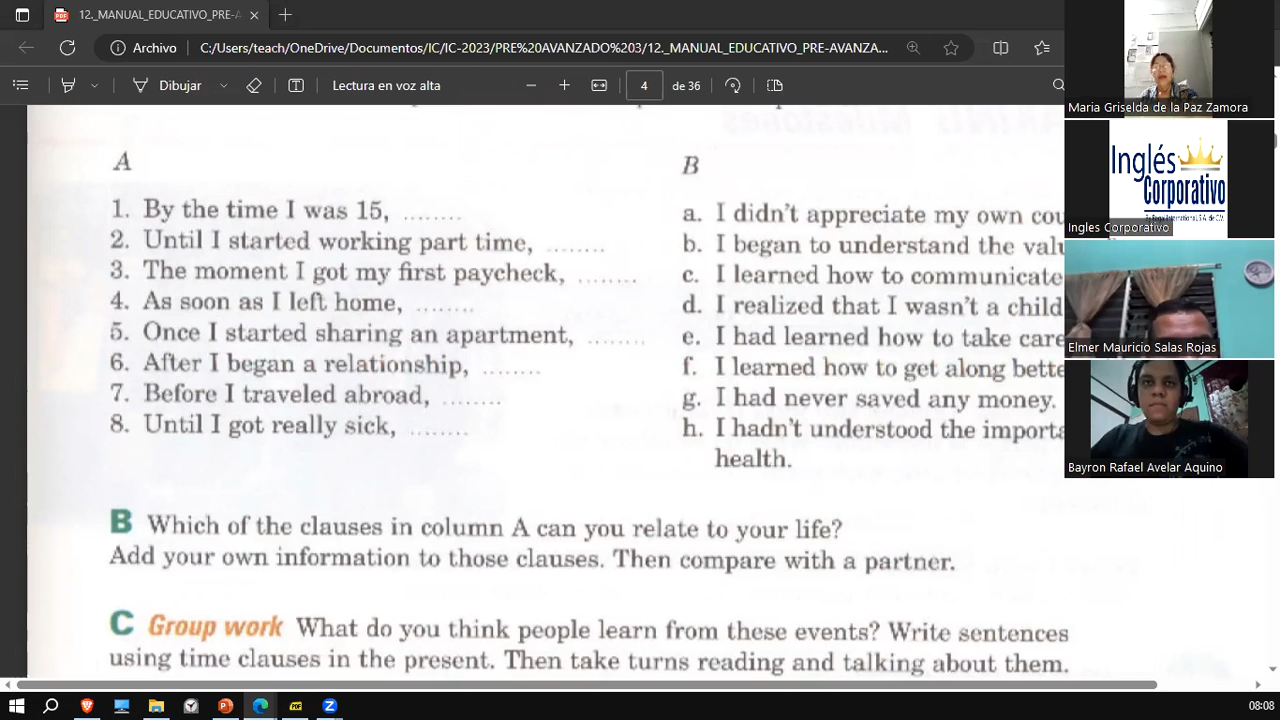 12._MANUAL_EDUCATIVO_PRE-A
Archivo
C:/Users/teach/OneDrive/Documentos/IC/IC-2023/PRE%20AVANZADO%203/12._MANUAL_EDUCATIVO_PRE-AVANZA...
Dibujar
Lectura en voz alta
4 de 36
A
1. By the time I was 15, ........
2. Until I started working part time, ........
3. The moment I got my first paycheck, ........
4. As soon as I left home, ........
5. Once I started sharing an apartment, ........
6. After I began a relationship, ........
7. Before I traveled abroad, ........
8. Until I got really sick, ........
B
a. I didn't appreciate my own cou
b. I began to understand the valu
c. I learned how to communicate
d. I realized that I wasn't a child
e. I had learned how to take care
f. I learned how to get along bette
g. I had never saved any money.
h. I hadn't understood the importa
health.
B Which of the clauses in column A can you relate to your life?
Add your own information to those clauses. Then compare with a partner.
C Group work What do you think people learn from these events? Write sentences
using time clauses in the present. Then take turns reading and talking about them.
Maria Griselda de la Paz Zamora
Inglés
Corporativo
Ingles Corporativo
Elmer Mauricio Salas Rojas
Bayron Rafael Avelar Aquino
08:08